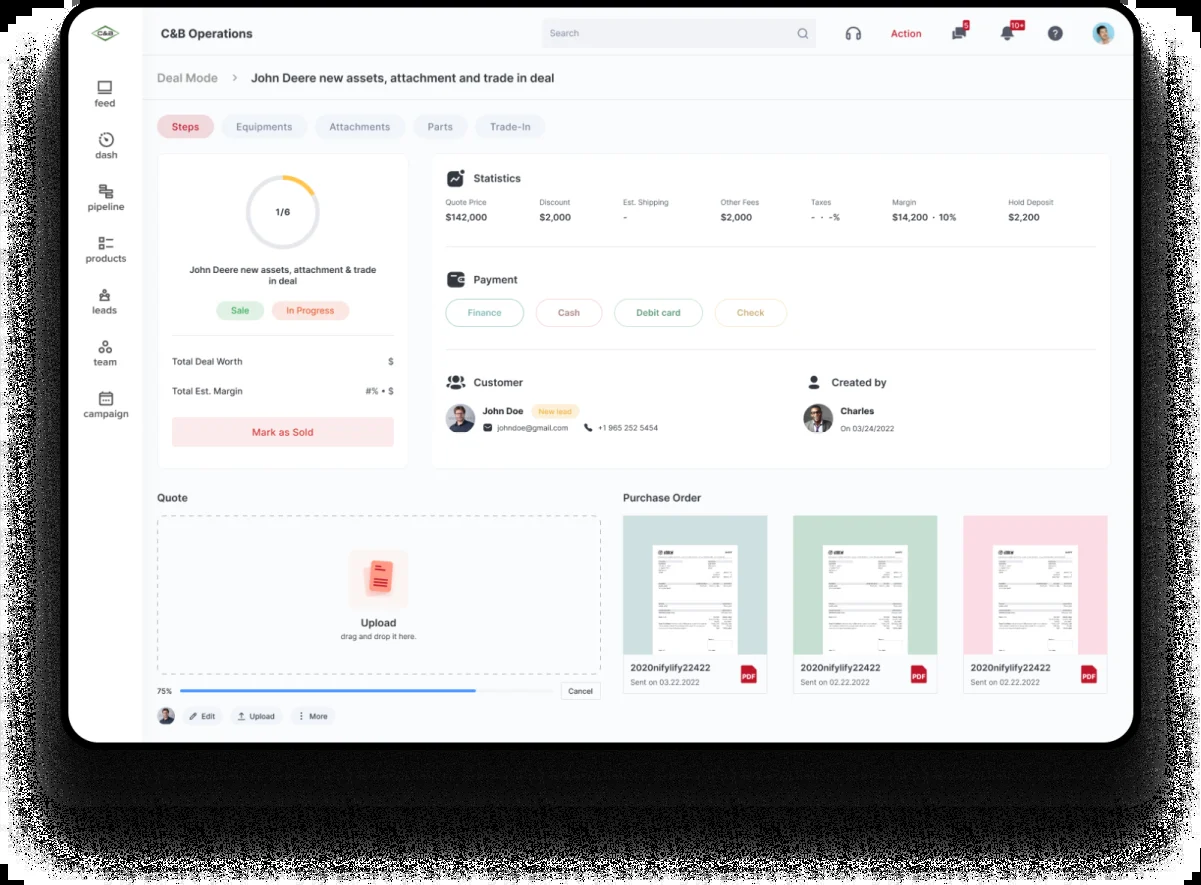 C&B
C&B Operations
Search
Action
5
10+
?
feed
dash
pipeline
products
leads
team
campaign
Deal Mode > John Deere new assets, attachment and trade in deal
Steps
Equipments
Attachments
Parts
Trade-In
1/6
John Deere new assets, attachment & trade
in deal
Sale
In Progress
Total Deal Worth
$
Total Est. Margin
#% • $
Mark as Sold
Statistics
Quote Price
Discount
Est. Shipping
Other Fees
Taxes
Margin
Hold Deposit
$142,000
$2,000
-
$2,000
- · -%
$14,200 · 10%
$2,200
Payment
Finance
Cash
Debit card
Check
Customer
John Doe
New lead
johndoe@gmail.com
+1 965 252 5454
Created by
Charles
On 03/24/2022
Quote
Upload
drag and drop it here.
75%
Cancel
Edit
Upload
More
Purchase Order
2020nifylify22422
Sent on 03.22.2022
PDF
2020nifylify22422
Sent on 02.22.2022
PDF
2020nifylify22422
Sent on 02.22.2022
PDF